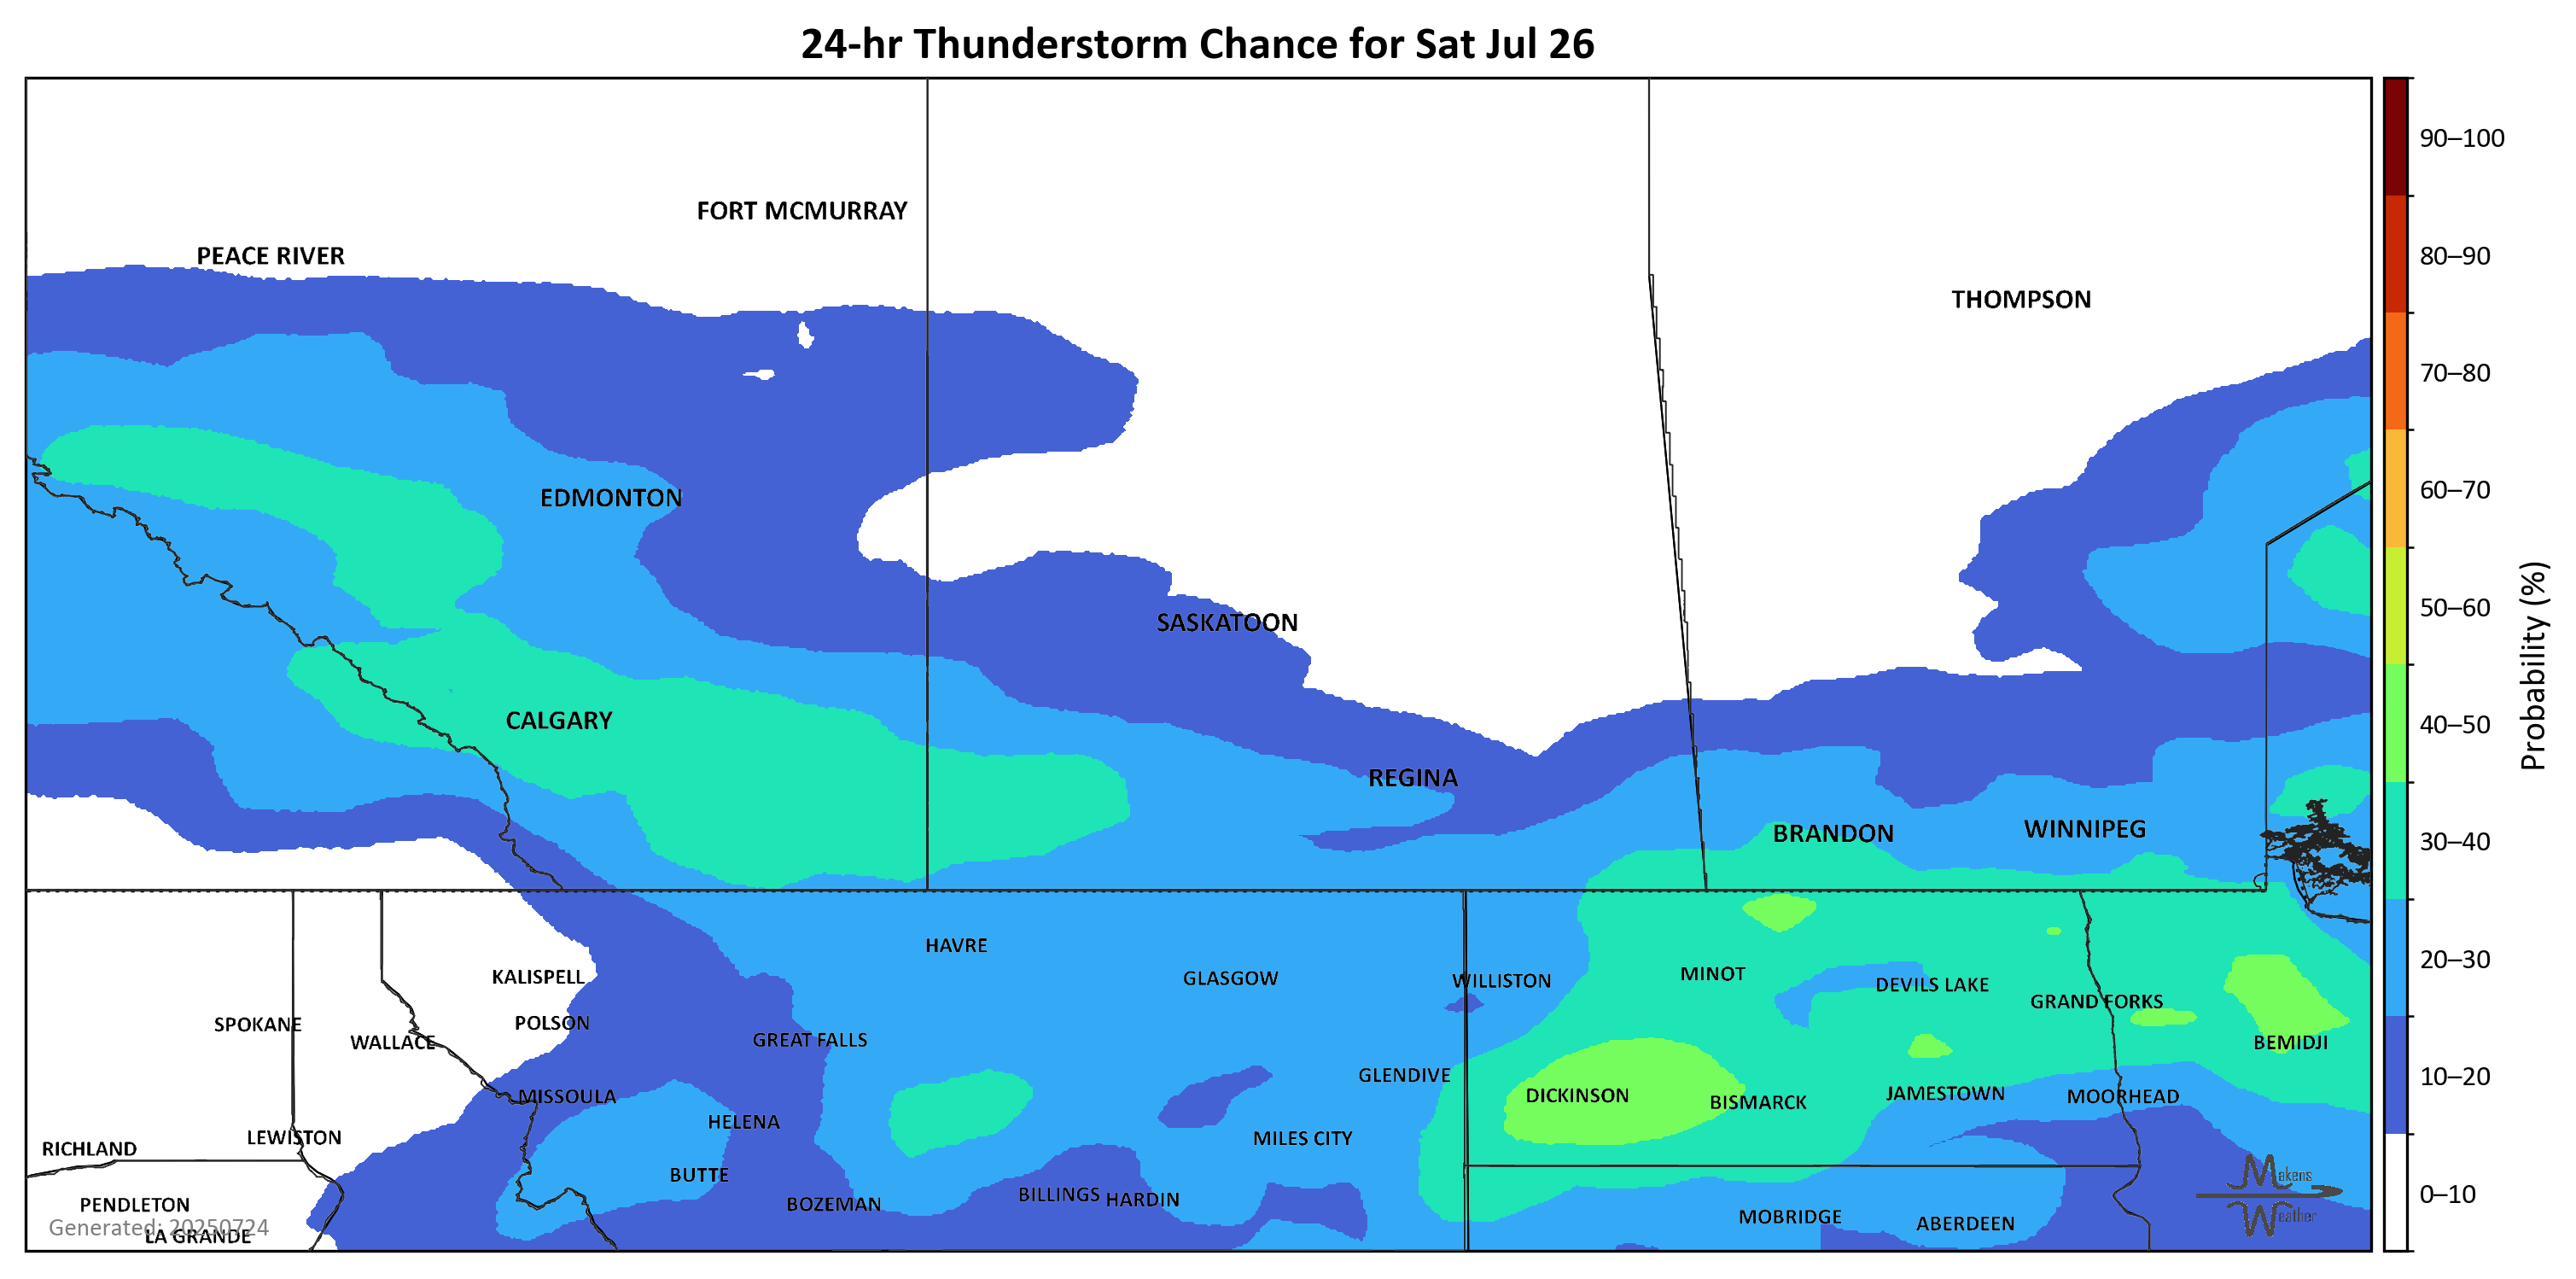 24-hr Thunderstorm Chance for Sat Jul 26
90–100
FORT MCMURRAY
PEACE RIVER
80–90
THOMPSON
70–80
60–70
EDMONTON
50–60
SASKATOON
Probability (%)
CALGARY
40–50
REGINA
BRANDON
WINNIPEG
30–40
HAVRE
20–30
KALISPELL
GLASGOW
WILLISTON
MINOT
DEVILS LAKE
GRAND FORKS
SPOKANE
POLSON
WALLACE
GREAT FALLS
BEMIDJI
GLENDIVE
10–20
MISSOULA
DICKINSON
BISMARCK
JAMESTOWN
MOORHEAD
HELENA
LEWISTON
MILES CITY
RICHLAND
BUTTE
Makens
0–10
PENDLETON
BOZEMAN
BILLINGS
HARDIN
MOBRIDGE
ABERDEEN
Weather
Generated: 20250724
LA GRANDE